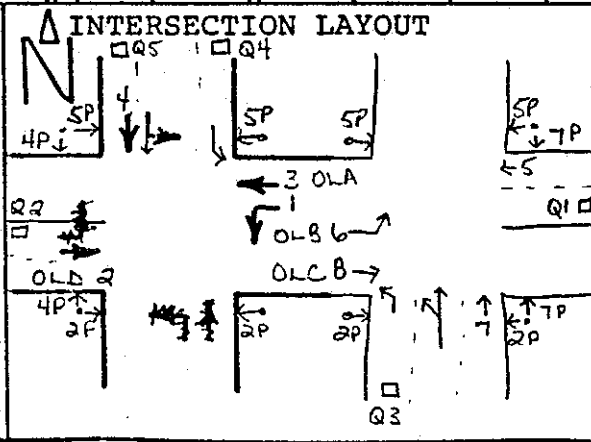 INTERSECTION LAYOUT
N
Q5 Q4
4
5P
4P
5P
5P
5P
7P
3 OLA
5
1
Q2
Q1
OLB 6
OLD 2
OLC 8
4P
2P
2P
2P
7
7P
2P
Q3